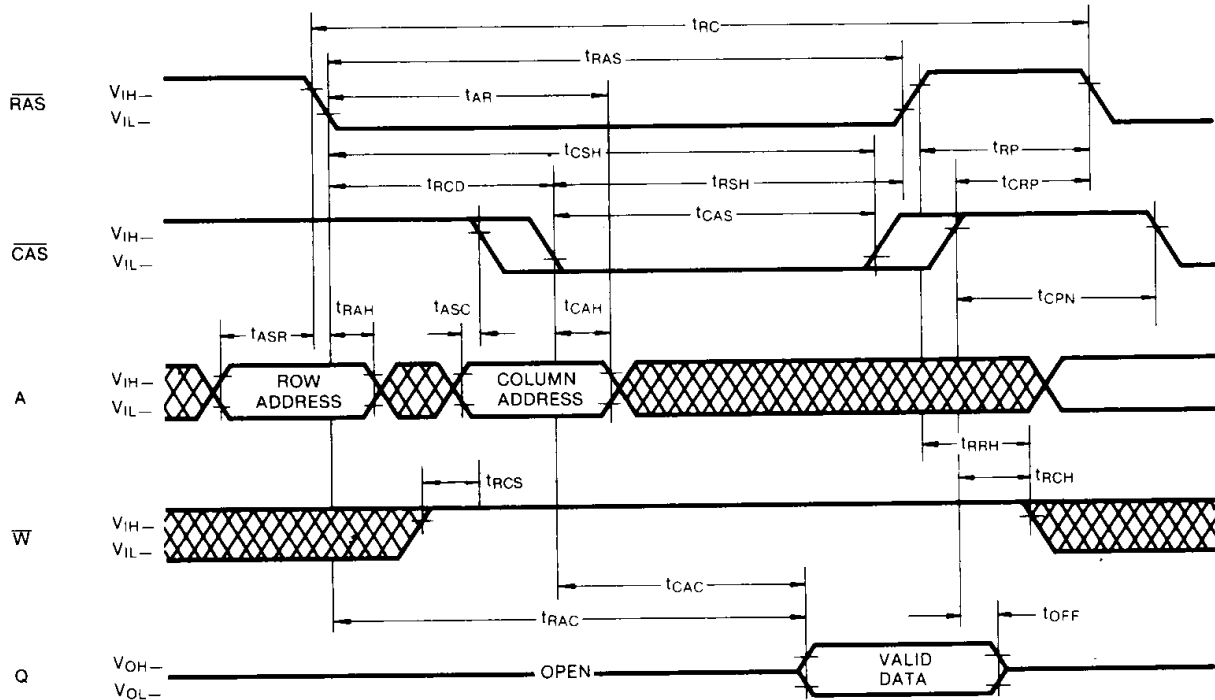 tRC
tRAS
RAS
VIH
VIL
tAR
tCSH
tRP
tRCD
tRSH
tCRP
CAS
VIH
VIL
tCAS
tASR
tRAH
tASC
tCAH
tCPN
A
VIH
VIL
ROW ADDRESS
COLUMN ADDRESS
tRRH
tRCS
tRCH
W
VIH
VIL
tCAC
tRAC
tOFF
Q
VOH
VOL
OPEN
VALID DATA